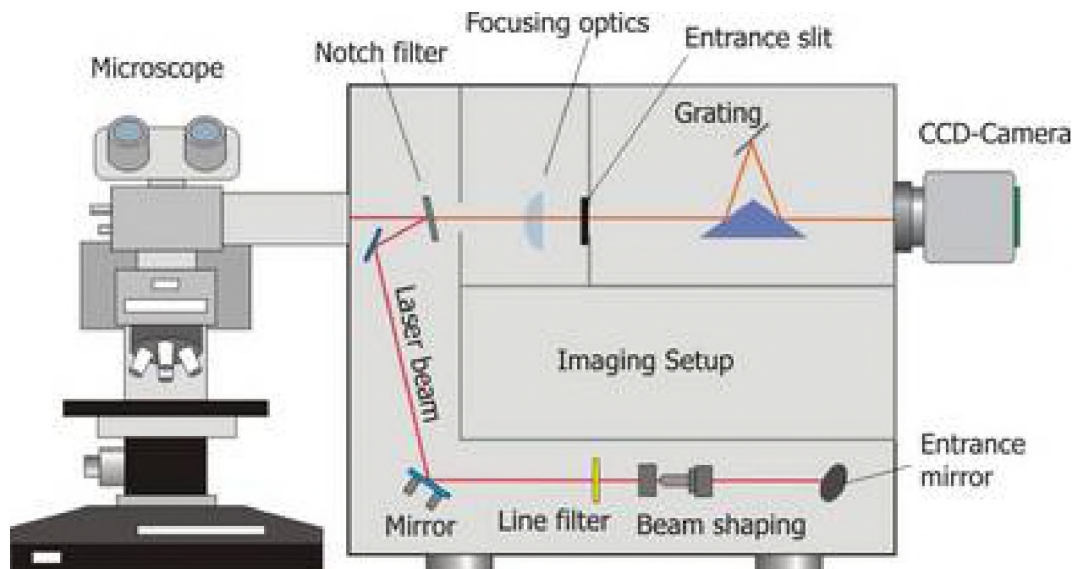 Focusing optics
Entrance slit
Notch filter
Microscope
Grating
CCD-Camera
Laser beam
Imaging Setup
Entrance
mirror
Mirror
Line filter
Beam shaping